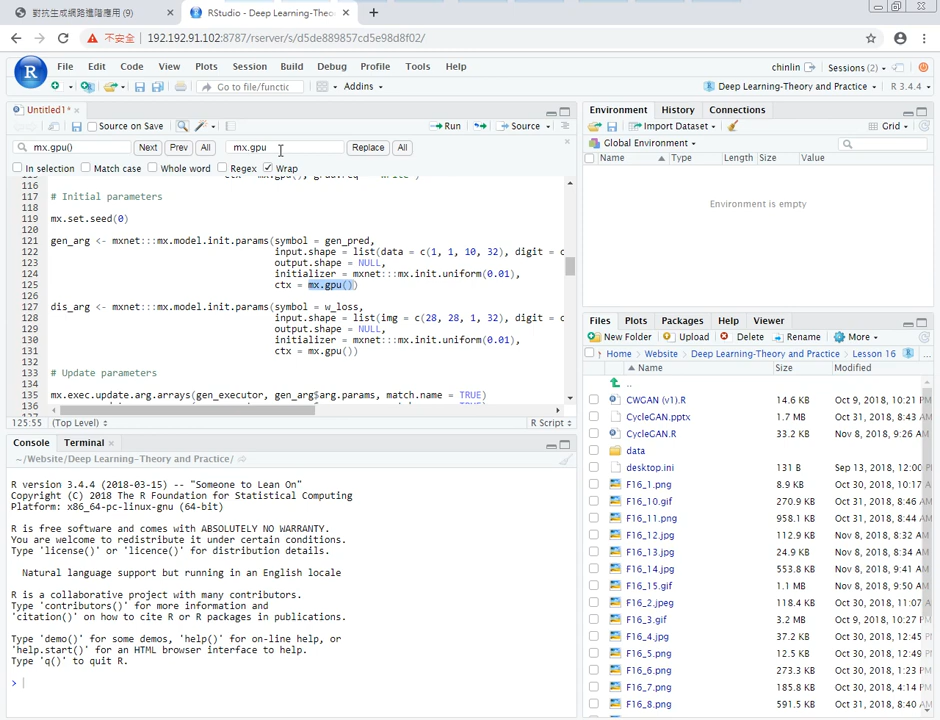 對抗生成網路進階應用 (9)
RStudio - Deep Learning-Theo
不安全
192.192.91.102:8787/rserver/s/d5de889857cd5e98d8f02/
File Edit Code View Plots Session Build Debug Profile Tools Help
chinlin
Sessions (2)
Go to file/functic
Addins
Deep Learning-Theory and Practice
R 3.4.4
Untitled1*
Source on Save
Run
Source
mx.gpu()
Next
Prev
All
mx.gpu
Replace
All
In selection
Match case
Whole word
Regex
Wrap
116
117 # Initial parameters
118
119 mx.set.seed(0)
120
121 gen_arg <- mxnet:::mx.model.init.params(symbol = gen_pred,
122 input.shape = list(data = c(1, 1, 10, 32), digit = c
123 output.shape = NULL,
124 initializer = mxnet:::mx.init.uniform(0.01),
125 ctx = mx.gpu())
126
127 dis_arg <- mxnet:::mx.model.init.params(symbol = w_loss,
128 input.shape = list(img = c(28, 28, 1, 32), digit = c
129 output.shape = NULL,
130 initializer = mxnet:::mx.init.uniform(0.01),
131 ctx = mx.gpu())
132
133 # Update parameters
134
135 mx.exec.update.arg.arrays(gen_executor, gen_arg$arg.params, match.name = TRUE)
136
125:55
(Top Level)
R Script
Console
Terminal
~/Website/Deep Learning-Theory and Practice/
R version 3.4.4 (2018-03-15) -- "Someone to Lean On"
Copyright (C) 2018 The R Foundation for Statistical Computing
Platform: x86_64-pc-linux-gnu (64-bit)
R is free software and comes with ABSOLUTELY NO WARRANTY.
You are welcome to redistribute it under certain conditions.
Type 'license()' or 'licence()' for distribution details.
Natural language support but running in an English locale
R is a collaborative project with many contributors.
Type 'contributors()' for more information and
'citation()' on how to cite R or R packages in publications.
Type 'demo()' for some demos, 'help()' for on-line help, or
'help.start()' for an HTML browser interface to help.
Type 'q()' to quit R.
>
Environment History Connections
Import Dataset
Grid
Global Environment
Name Type Length Size Value
Environment is empty
Files Plots Packages Help Viewer
New Folder Upload Delete Rename More
Home Website Deep Learning-Theory and Practice Lesson 16 ...
Name Size Modified
..
CWGAN (v1).R 14.6 KB Oct 9, 2018, 10:21 P
CycleGAN.pptx 1.7 MB Oct 31, 2018, 8:43 A
CycleGAN.R 33.2 KB Nov 8, 2018, 9:26 A
data
desktop.ini 131 B Sep 13, 2018, 12:00
F16_1.png 8.9 KB Oct 30, 2018, 10:17
F16_10.gif 270.9 KB Oct 31, 2018, 8:46 A
F16_11.png 958.1 KB Oct 31, 2018, 8:44 A
F16_12.jpg 112.9 KB Nov 8, 2018, 8:32 A
F16_13.jpg 24.9 KB Nov 8, 2018, 8:34 A
F16_14.jpg 553.8 KB Nov 8, 2018, 9:41 A
F16_15.gif 1.1 MB Nov 8, 2018, 9:50 A
F16_2.jpeg 118.4 KB Oct 30, 2018, 11:07
F16_3.gif 3.2 MB Nov 8, 2018, 9:27
F16_4.jpg 37.2 KB Oct 30, 2018, 12:45
F16_5.png 12.5 KB Oct 30, 2018, 12:45
F16_6.png 273.3 KB Oct 30, 2018, 1:23 P
F16_7.png 185.8 KB Oct 30, 2018, 4:14 P
F16_8.png 591.5 KB Oct 31, 2018, 8:40 A